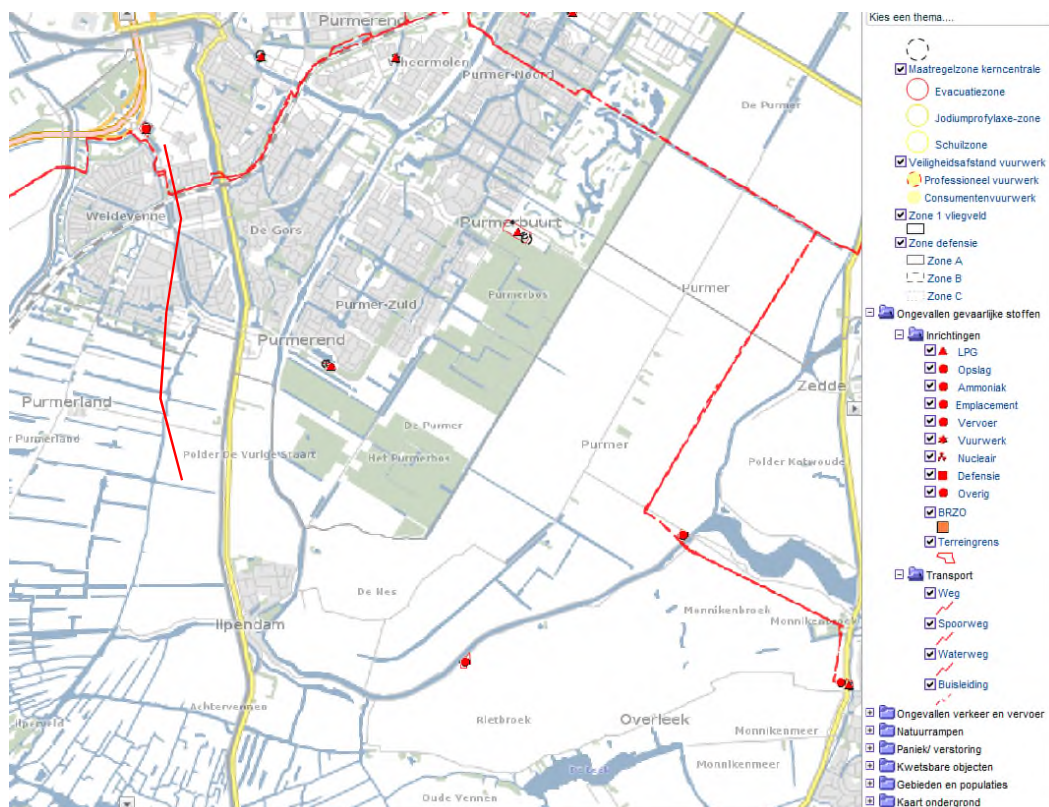 Purmerend
Wheermolen
Purmer-Noord
De Purmer
Weldevenne
De Gors
Purmerbuurt
Purmer-Zuid
Purmerbos
Purmer
Purmerend
Zedde
Purmerland
De Purmer
Purmer
Polder De Vurige Staart
Het Purmerbos
Polder Katwoude
De Nes
Monnikenbroek
Ilpendam
Achtervennen
Rietbroek
Overleek
Monnikenmeer
Monnikenmeer
Oude Vennen
Kies een thema....
Maatregelzone kerncentrale
Evacuatiezone
Jodiumprofylaxe-zone
Schuilzone
Veiligheidsafstand vuurwerk
Professioneel vuurwerk
Consumentenvuurwerk
Zone 1 vliegveld
Zone defensie
Zone A
Zone B
Zone C
Ongevallen gevaarlijke stoffen
Inrichtingen
LPG
Opslag
Ammoniak
Emplacement
Vervoer
Vuurwerk
Nucleair
Defensie
Overig
BRZO
Terreingrens
Transport
Weg
Spoorweg
Waterweg
Buisleiding
Ongevallen verkeer en vervoer
Natuurrampen
Paniek/ verstoring
Kwetsbare objecten
Gebieden en populaties
Kaart ondergrond